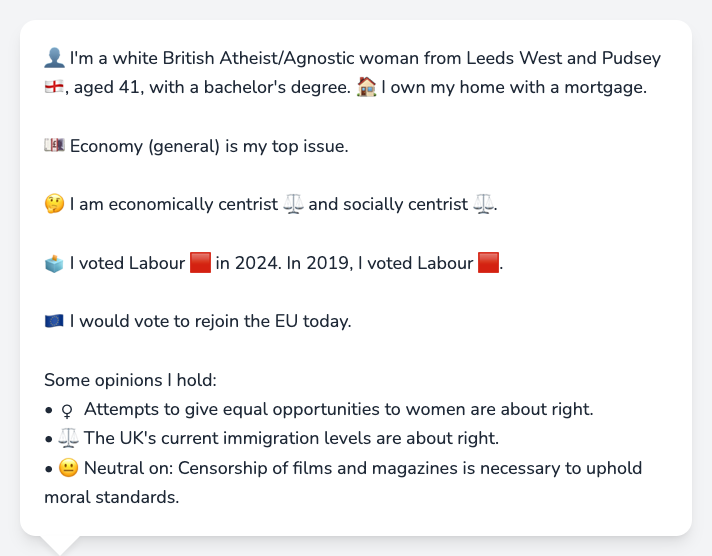 👤 I'm a white British Atheist/Agnostic woman from Leeds West and Pudsey
🏴󠁧󠁢󠁥󠁮󠁧󠁿, aged 41, with a bachelor's degree. 🏠 I own my home with a mortgage.
💷 Economy (general) is my top issue.
🤔 I am economically centrist ⚖️ and socially centrist ⚖️.
🗳️ I voted Labour 🟥 in 2024. In 2019, I voted Labour 🟥.
🇪🇺 I would vote to rejoin the EU today.
Some opinions I hold:
• ♀ Attempts to give equal opportunities to women are about right.
• ⚖️ The UK's current immigration levels are about right.
• 😐 Neutral on: Censorship of films and magazines is necessary to uphold
moral standards.